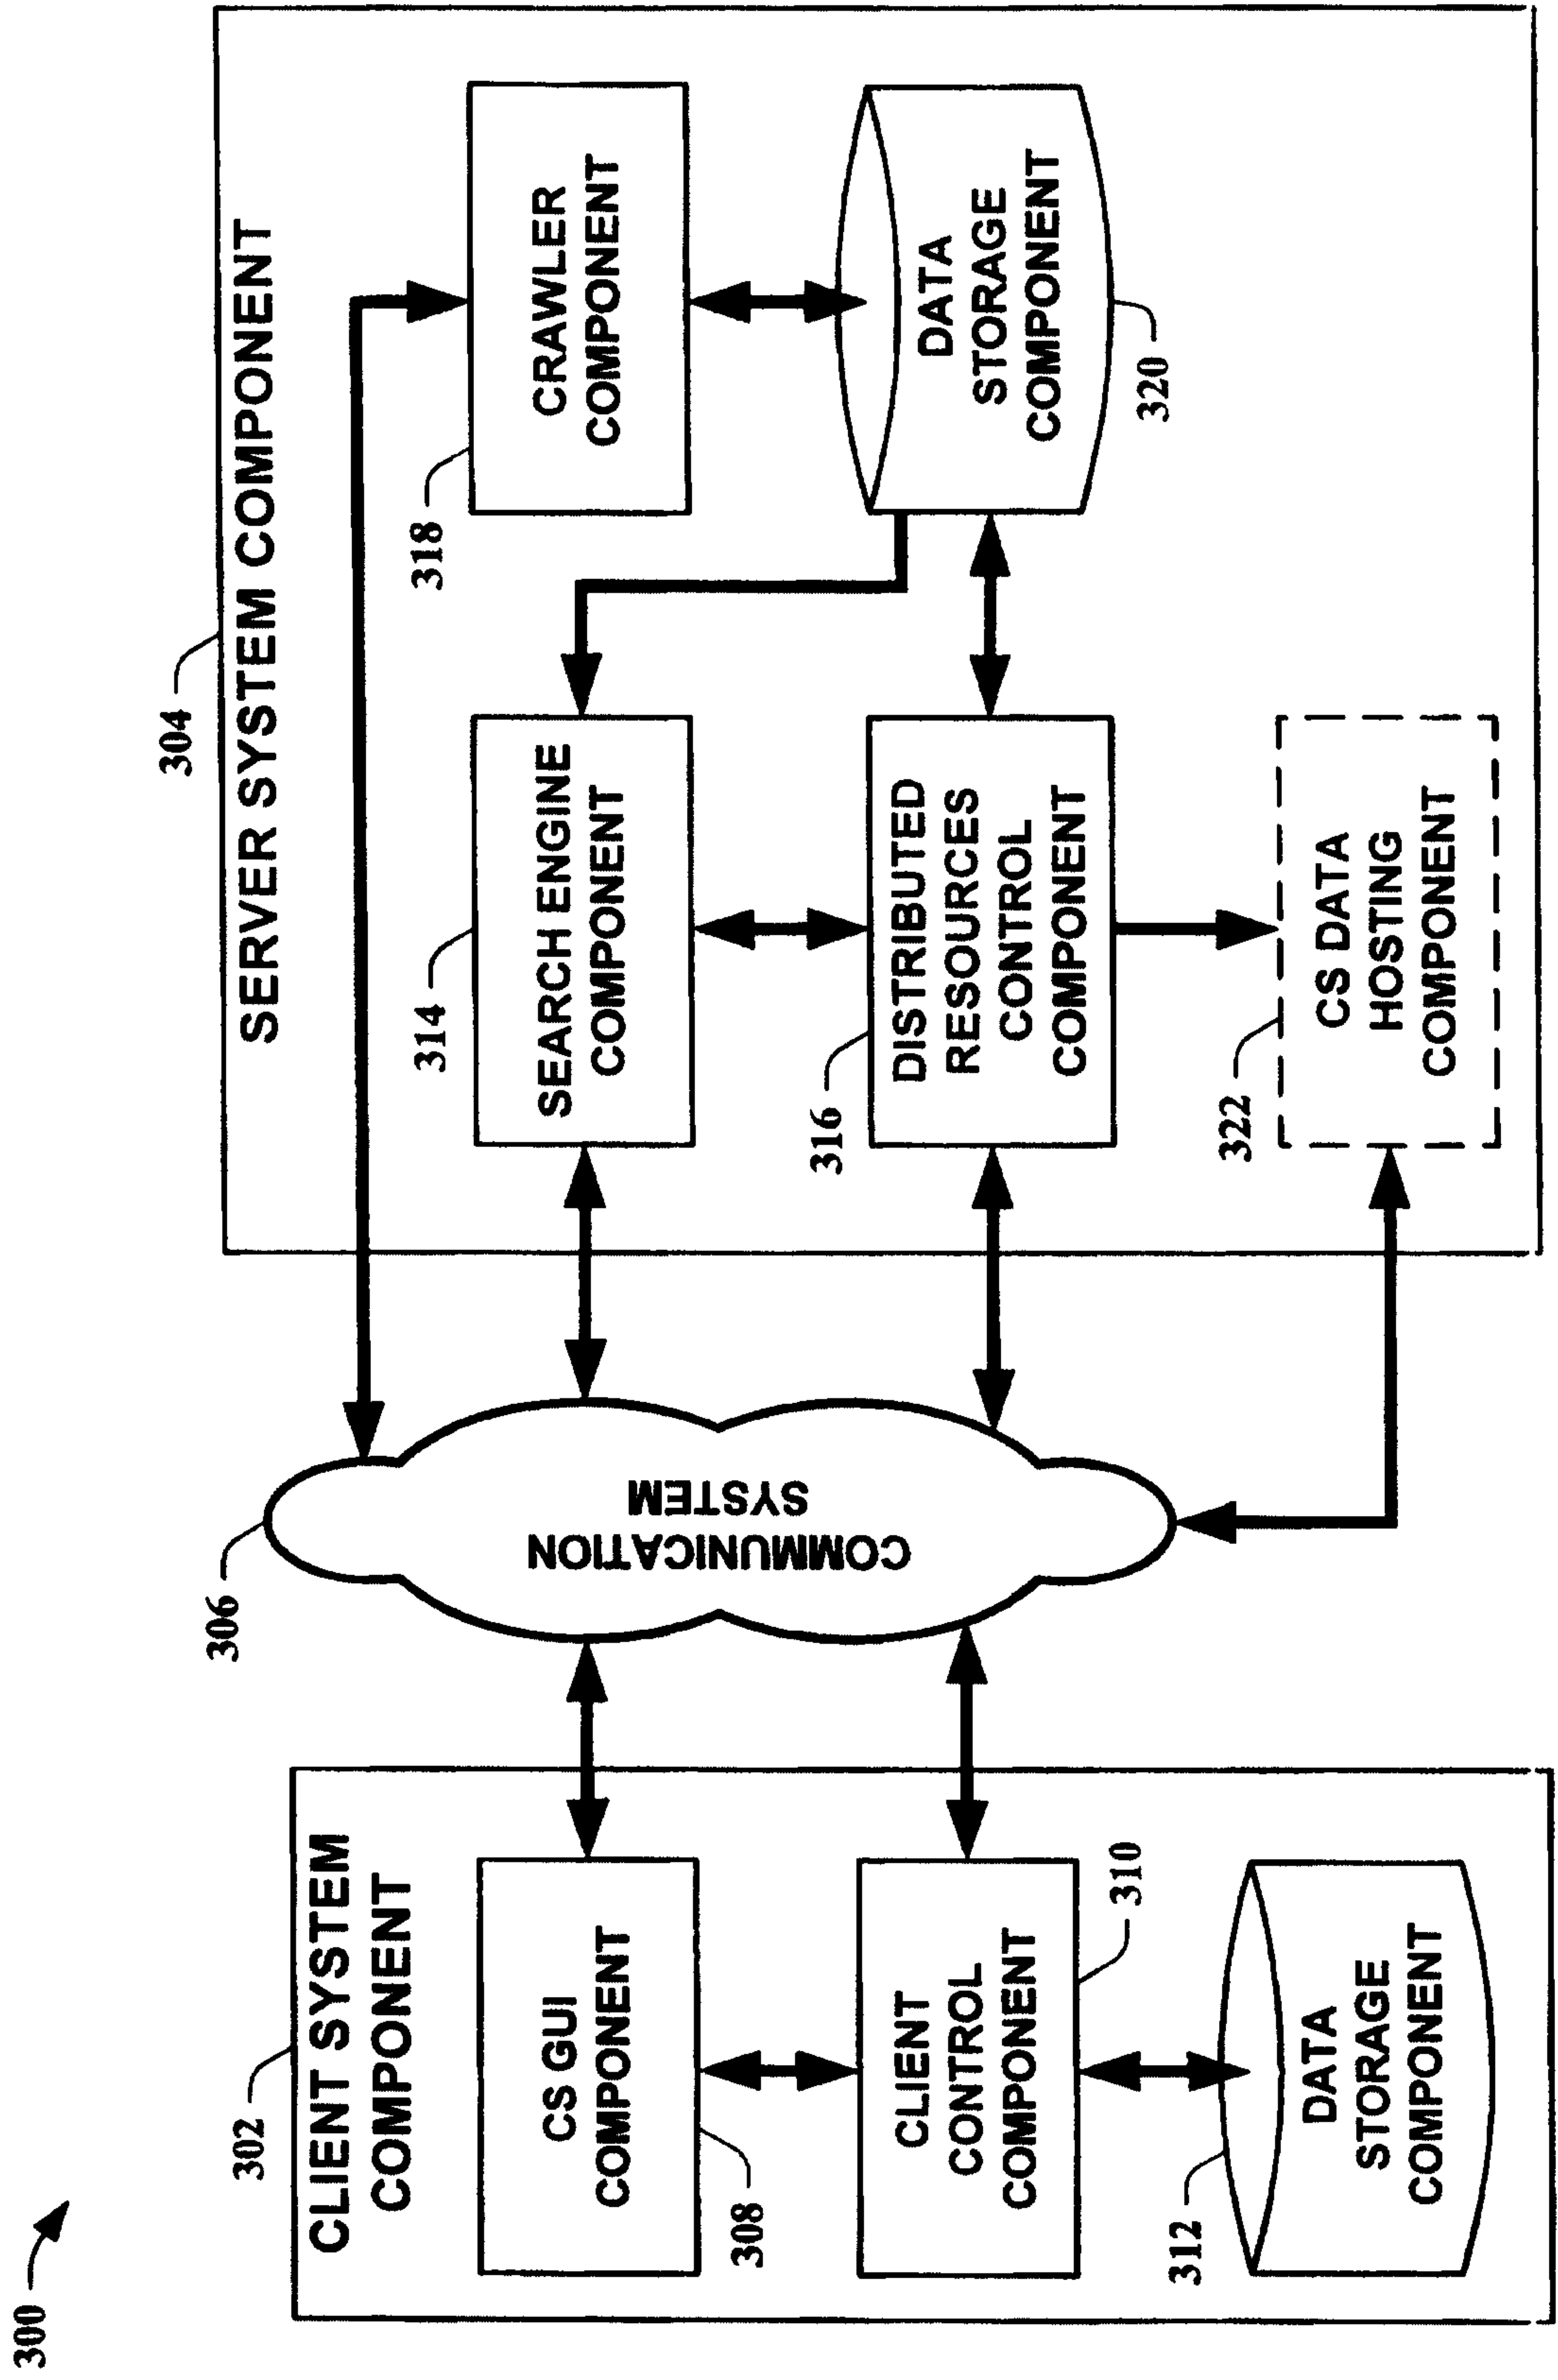 300
302
CLIENT SYSTEM
COMPONENT
CS GUI
COMPONENT
308
CLIENT
CONTROL
COMPONENT
310
312
DATA
STORAGE
COMPONENT
306
COMMUNICATION
SYSTEM
304
SERVER SYSTEM COMPONENT
314
SEARCH ENGINE
COMPONENT
318
CRAWLER
COMPONENT
316
DISTRIBUTED
RESOURCES
CONTROL
COMPONENT
DATA
STORAGE
COMPONENT
320
322
CS DATA
HOSTING
COMPONENT